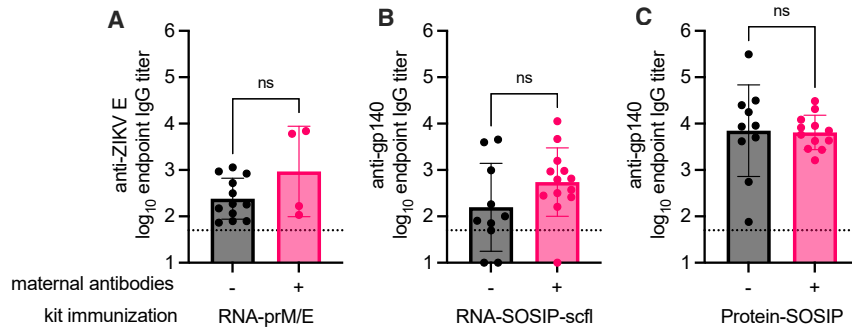 A
anti-ZIKV E
log₁₀ endpoint IgG titer
6
5
4
3
2
1
ns
B
anti-gp140
log₁₀ endpoint IgG titer
6
5
4
3
2
1
ns
C
anti-gp140
log₁₀ endpoint IgG titer
6
5
4
3
2
1
ns
maternal antibodies - + - + - +
kit immunization RNA-prM/E RNA-SOSIP-scfl Protein-SOSIP